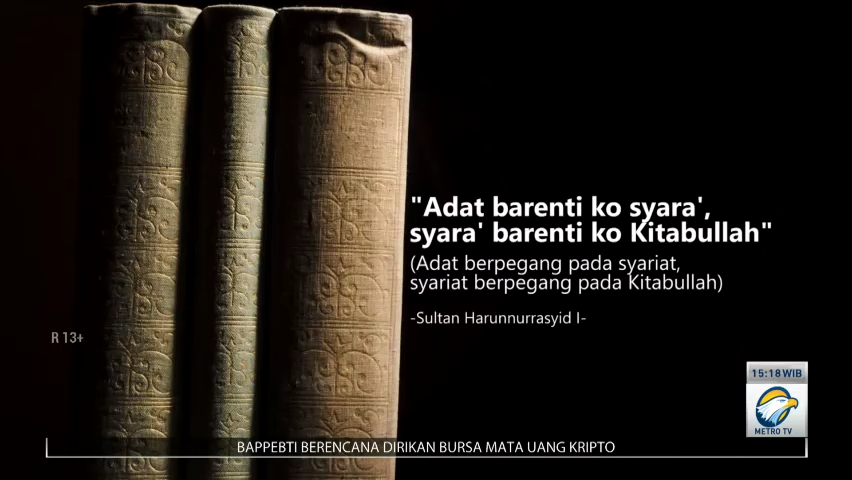 "Adat barenti ko syara',
syara' barenti ko Kitabullah"
(Adat berpegang pada syariat,
syariat berpegang pada Kitabullah)
-Sultan Harunnurrasyid I-
R 13+
15:18 WIB
METRO TV
BAPPEBTI BERENCANA DIRIKAN BURSA MATA UANG KRIPTO